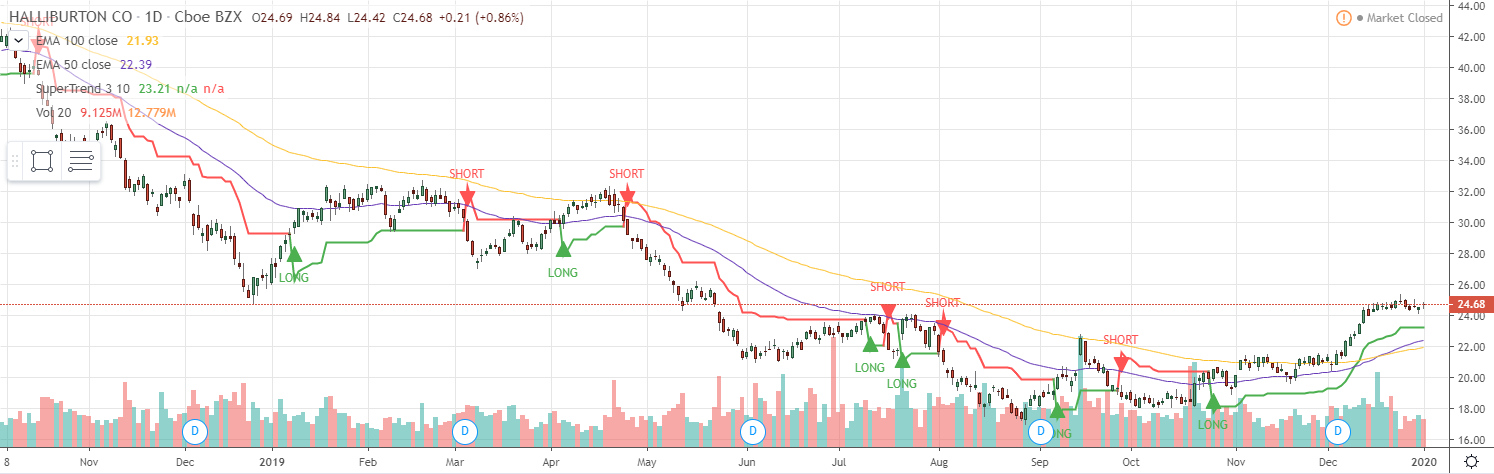 HALLIBURTON CO · 1D · Cboe BZX O24.69 H24.84 L24.42 C24.68 +0.21 (+0.86%)
! Market Closed
SHORT
EMA 100 close 21.93
EMA 50 close 22.39
SuperTrend 3 10 23.21 n/a n/a
Vol 20 9.125M 12.779M
SHORT
SHORT
LONG
LONG
SHORT
SHORT
SHORT
LONG
LONG
LONG
LONG
D
D
D
D
D
44.00
42.00
40.00
38.00
36.00
34.00
32.00
30.00
28.00
26.00
24.68
24.00
22.00
20.00
18.00
16.00
8 Nov Dec 2019 Feb Mar Apr May Jun Jul Aug Sep Oct Nov Dec 2020